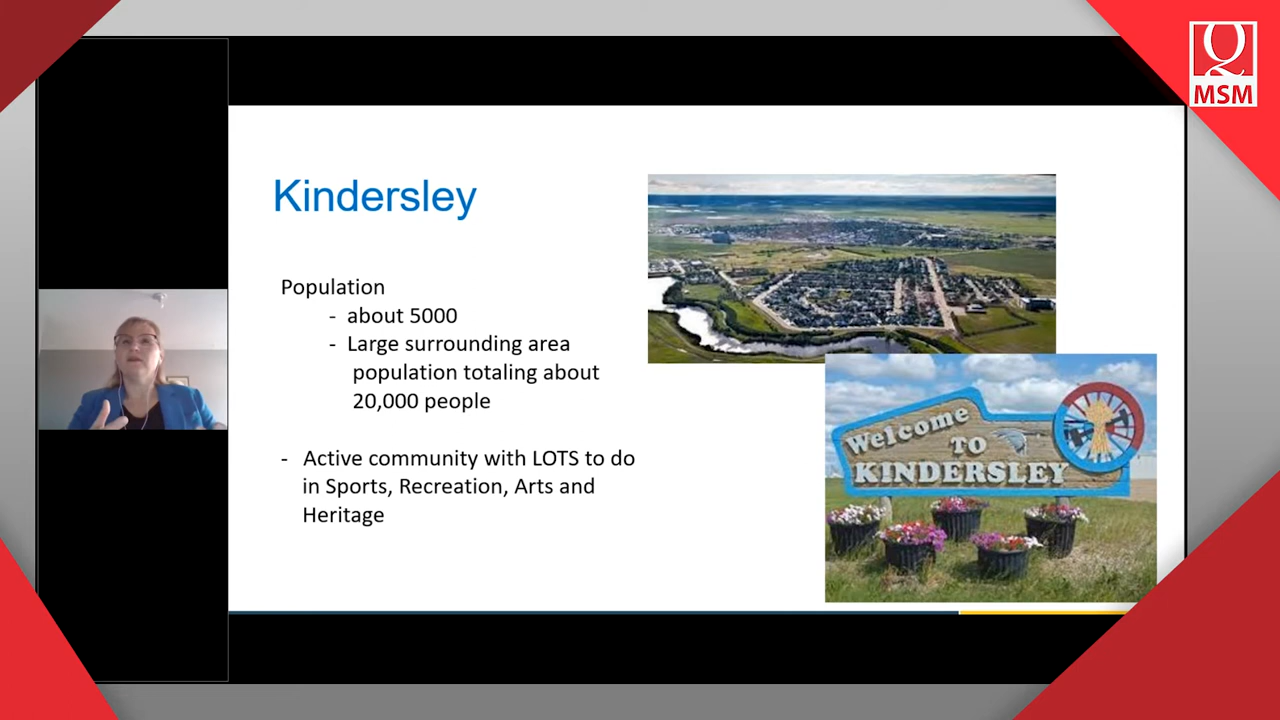 Q
MSM
Kindersley
Population
- about 5000
- Large surrounding area
population totaling about
20,000 people
- Active community with LOTS to do
in Sports, Recreation, Arts and
Heritage
Welcome
TO
KINDERSLEY